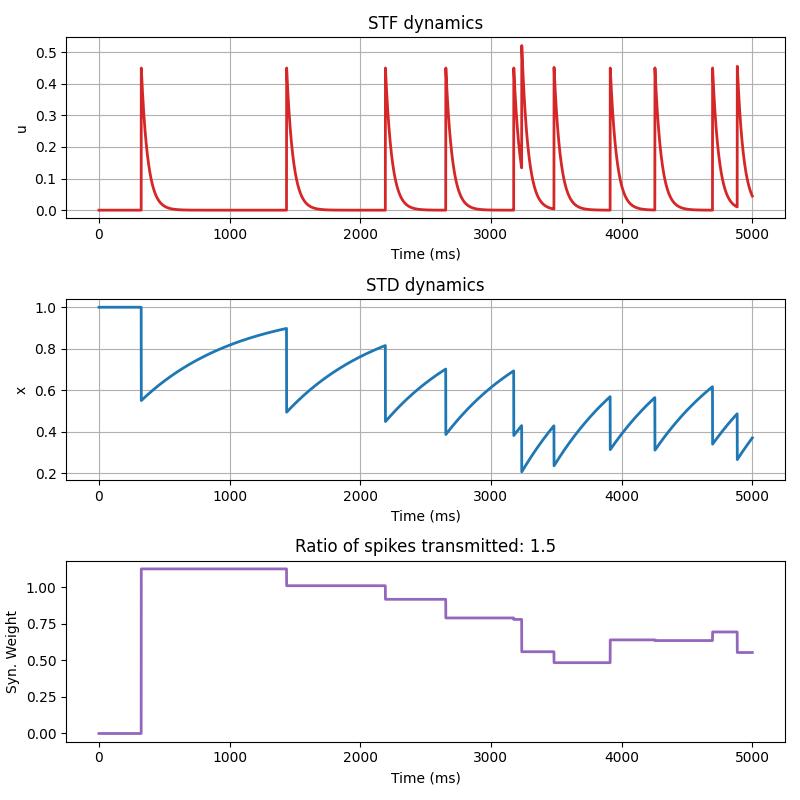 STF dynamics
0.5
0.4
0.3
0.2
0.1
0.0
u
0 1000 2000 3000 4000 5000
Time (ms)
STD dynamics
1.0
0.8
0.6
0.4
0.2
x
0 1000 2000 3000 4000 5000
Time (ms)
Ratio of spikes transmitted: 1.5
1.00
0.75
0.50
0.25
0.00
Syn. Weight
0 1000 2000 3000 4000 5000
Time (ms)